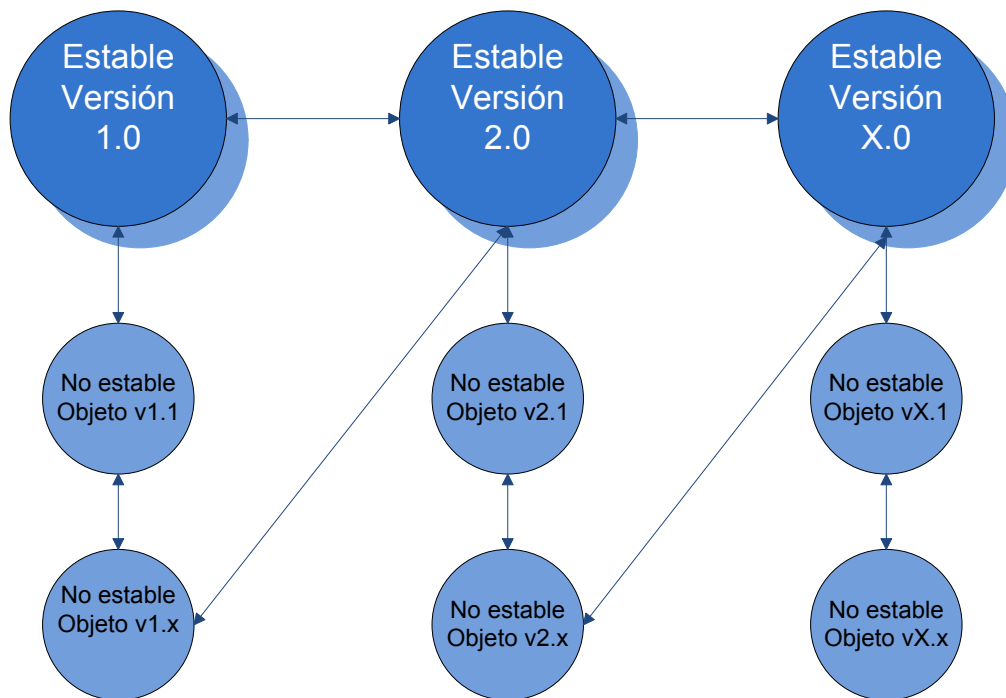 Estable
Versión
1.0
Estable
Versión
2.0
Estable
Versión
X.0
No estable
Objeto v1.1
No estable
Objeto v2.1
No estable
Objeto vX.1
No estable
Objeto v1.x
No estable
Objeto v2.x
No estable
Objeto vX.x